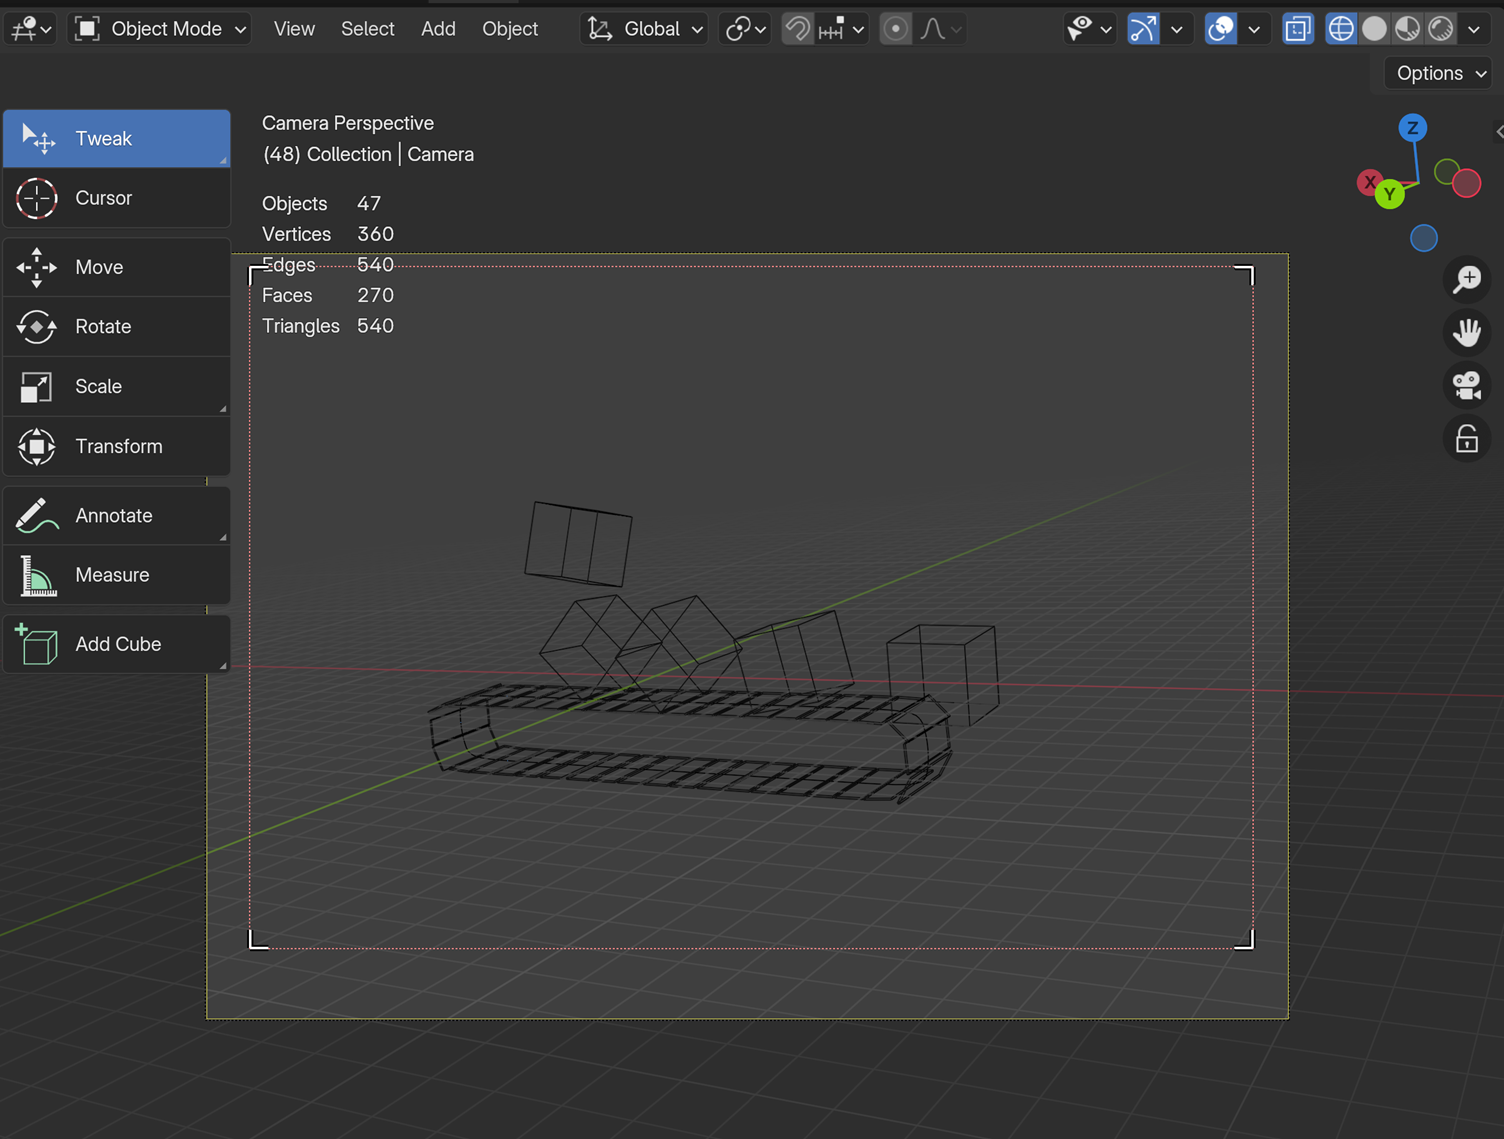 Object Mode View Select Add Object Global
Options
Tweak
Cursor
Move
Rotate
Scale
Transform
Annotate
Measure
Add Cube
Camera Perspective
(48) Collection | Camera
Objects 47
Vertices 360
Edges 540
Faces 270
Triangles 540
Z
X
Y